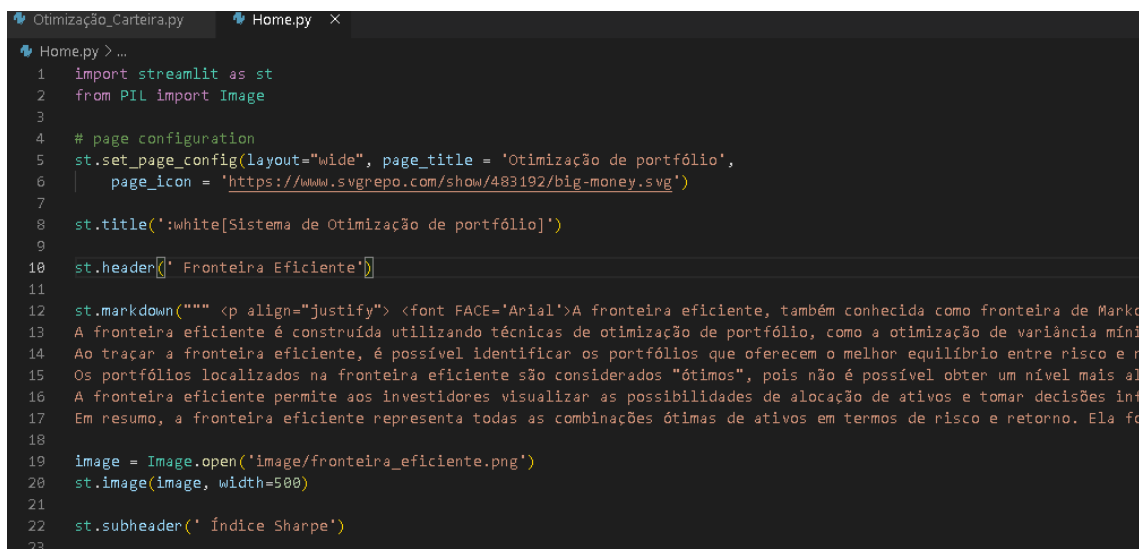 Otimização_Carteira.py Home.py ×
Home.py > ...
1 import streamlit as st
2 from PIL import Image
3
4 # page configuration
5 st.set_page_config(layout="wide", page_title = 'Otimização de portfólio',
6 page_icon = 'https://www.svgrepo.com/show/483192/big-money.svg')
7
8 st.title(':white[Sistema de Otimização de portfólio]')
9
10 st.header(' Fronteira Eficiente')
11
12 st.markdown(""" <p align="justify"> <font FACE='Arial'>A fronteira eficiente, também conhecida como fronteira de
13 A fronteira eficiente é construída utilizando técnicas de otimização de portfólio, como a otimização de variância
14 Ao traçar a fronteira eficiente, é possível identificar os portfólios que oferecem o melhor equilíbrio entre risco e
15 Os portfólios localizados na fronteira eficiente são considerados "ótimos", pois não é possível obter um nível mais
16 A fronteira eficiente permite aos investidores visualizar as possibilidades de alocação de ativos e tomar decisões
17 Em resumo, a fronteira eficiente representa todas as combinações ótimas de ativos em termos de risco e retorno. Ela
18
19 image = Image.open('image/fronteira_eficiente.png')
20 st.image(image, width=500)
21
22 st.subheader(' Índice Sharpe')
23